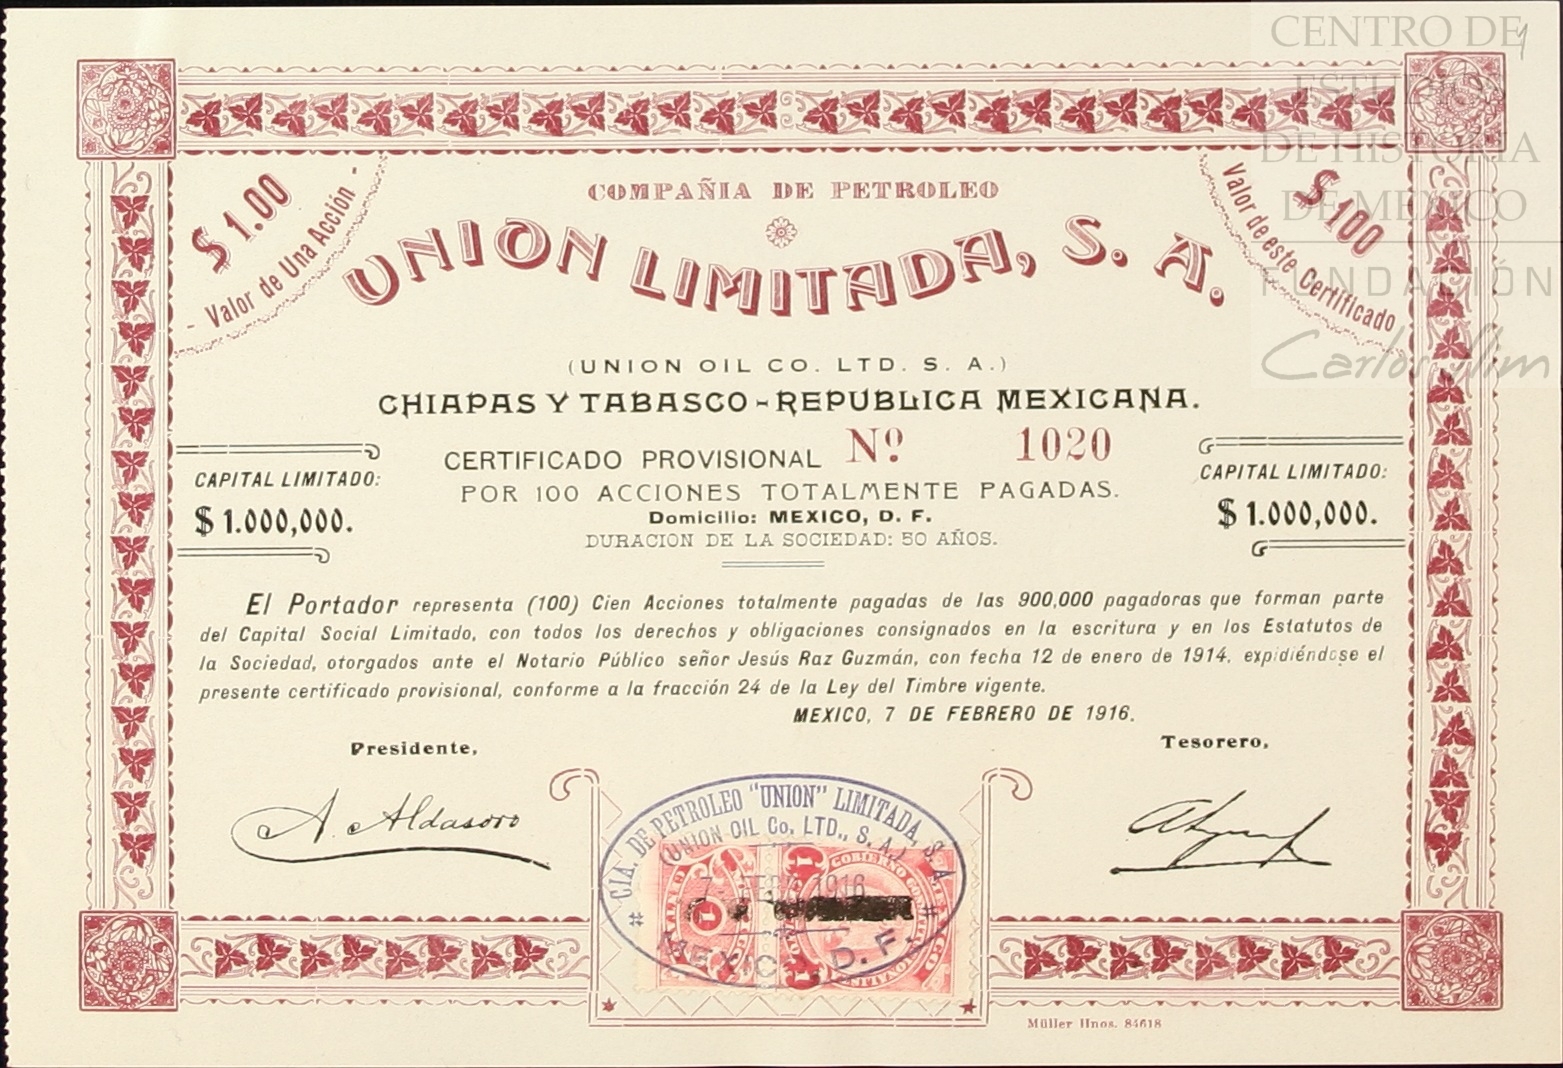 CENTRO DE
ESTUDIOS
DE HISTORIA
DE MEXICO
FUNDACIÓN
Carlos Slim
$ 1.00
- Valor de Una Acción -
$ 100
Valor de este Certificado
COMPAÑIA DE PETROLEO
UNION LIMITADA, S. A.
(UNION OIL CO. LTD. S. A.)
CHIAPAS Y TABASCO - REPUBLICA MEXICANA.
CERTIFICADO PROVISIONAL Nº 1020
POR 100 ACCIONES TOTALMENTE PAGADAS.
Domicilio: MEXICO, D. F.
DURACION DE LA SOCIEDAD: 50 AÑOS.
CAPITAL LIMITADO:
$ 1.000,000.
CAPITAL LIMITADO:
$ 1.000,000.
El Portador representa (100) Cien Acciones totalmente pagadas de las 900,000 pagadoras que forman parte
del Capital Social Limitado, con todos los derechos y obligaciones consignados en la escritura y en los Estatutos de
la Sociedad, otorgados ante el Notario Público señor Jesús Raz Guzmán, con fecha 12 de enero de 1914, expidiéndose el
presente certificado provisional, conforme a la fracción 24 de la Ley del Timbre vigente.
MEXICO, 7 DE FEBRERO DE 1916.
Presidente,
Tesorero,
A. Aldasoro
CIA. DE PETROLEO "UNION" LIMITADA, S. A.
(UNION OIL Co. LTD., S. A.)
7 FEB 1916
MEXICO, D. F.
Müller Hnos. 84618